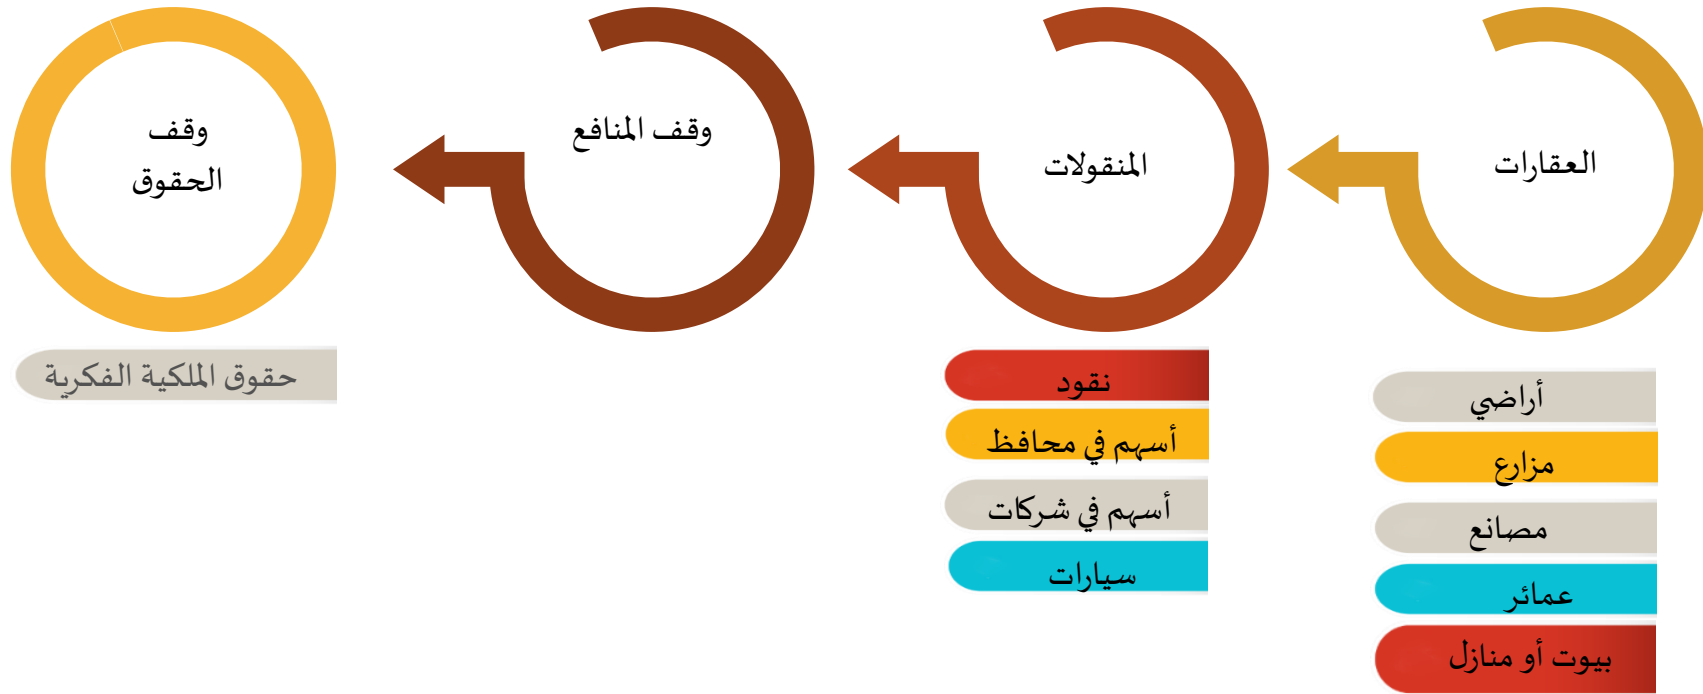 العقارات
المنقولات
وقف المنافع
وقف
الحقوق
أراضي
مزارع
مصانع
عمائر
بيوت أو منازل
نقود
أسهم في محافظ
أسهم في شركات
سيارات
حقوق الملكية الفكرية